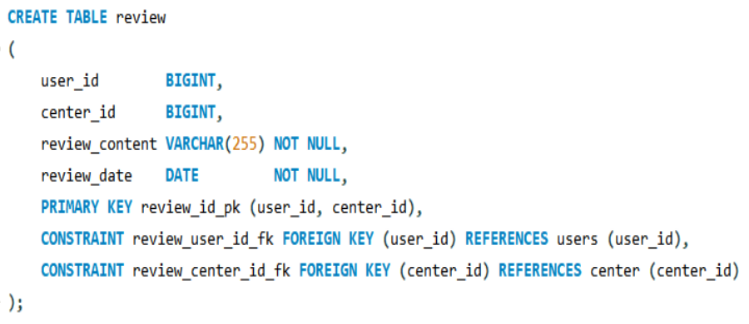 CREATE TABLE review
(
user_id BIGINT,
center_id BIGINT,
review_content VARCHAR(255) NOT NULL,
review_date DATE NOT NULL,
PRIMARY KEY review_id_pk (user_id, center_id),
CONSTRAINT review_user_id_fk FOREIGN KEY (user_id) REFERENCES users (user_id),
CONSTRAINT review_center_id_fk FOREIGN KEY (center_id) REFERENCES center (center_id)
);